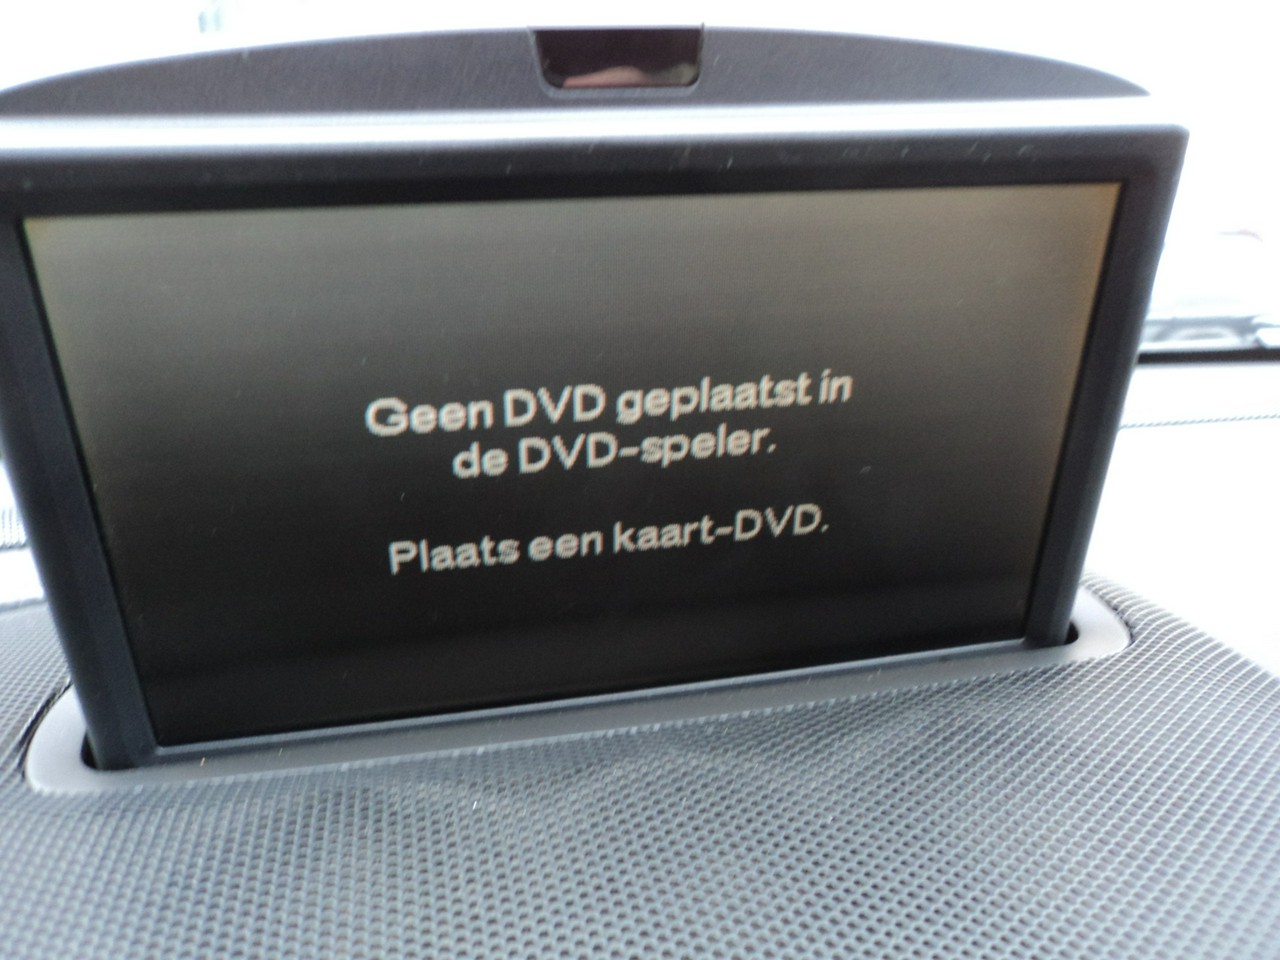 Geen DVD geplaatst in
de DVD-speler.
Plaats een kaart-DVD.